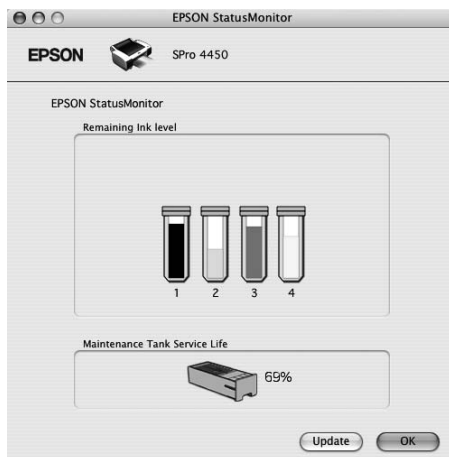 EPSON StatusMonitor
EPSON
SPro 4450
EPSON StatusMonitor
Remaining Ink level
1 2 3 4
Maintenance Tank Service Life
69%
Update OK